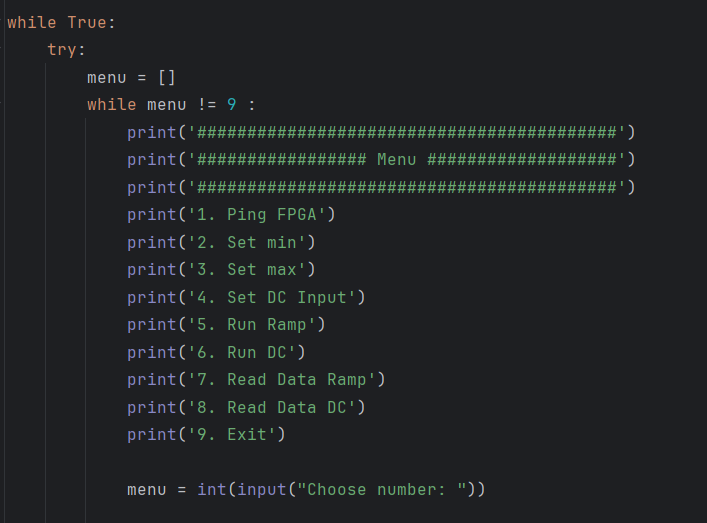 while True:
    try:
        menu = []
        while menu != 9 :
            print('##########################################')
            print('################# Menu ###################')
            print('##########################################')
            print('1. Ping FPGA')
            print('2. Set min')
            print('3. Set max')
            print('4. Set DC Input')
            print('5. Run Ramp')
            print('6. Run DC')
            print('7. Read Data Ramp')
            print('8. Read Data DC')
            print('9. Exit')
            menu = int(input("Choose number: "))